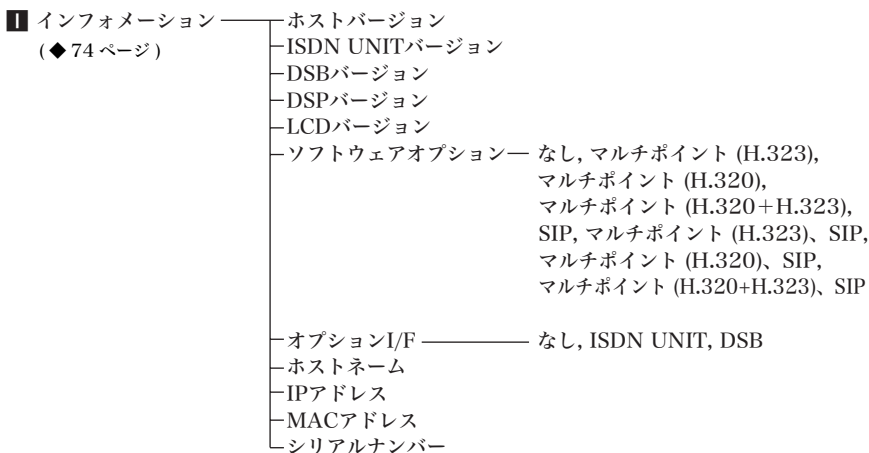 I インフォメーション ホストバージョン
(◆ 74 ページ) ISDN UNITバージョン
DSBバージョン
DSPバージョン
LCDバージョン
ソフトウェアオプション なし, マルチポイント (H.323),
マルチポイント (H.320),
マルチポイント (H.320＋H.323),
SIP, マルチポイント (H.323)、SIP,
マルチポイント (H.320)、SIP,
マルチポイント (H.320+H.323)、SIP
オプションI/F なし, ISDN UNIT, DSB
ホストネーム
IPアドレス
MACアドレス
シリアルナンバー